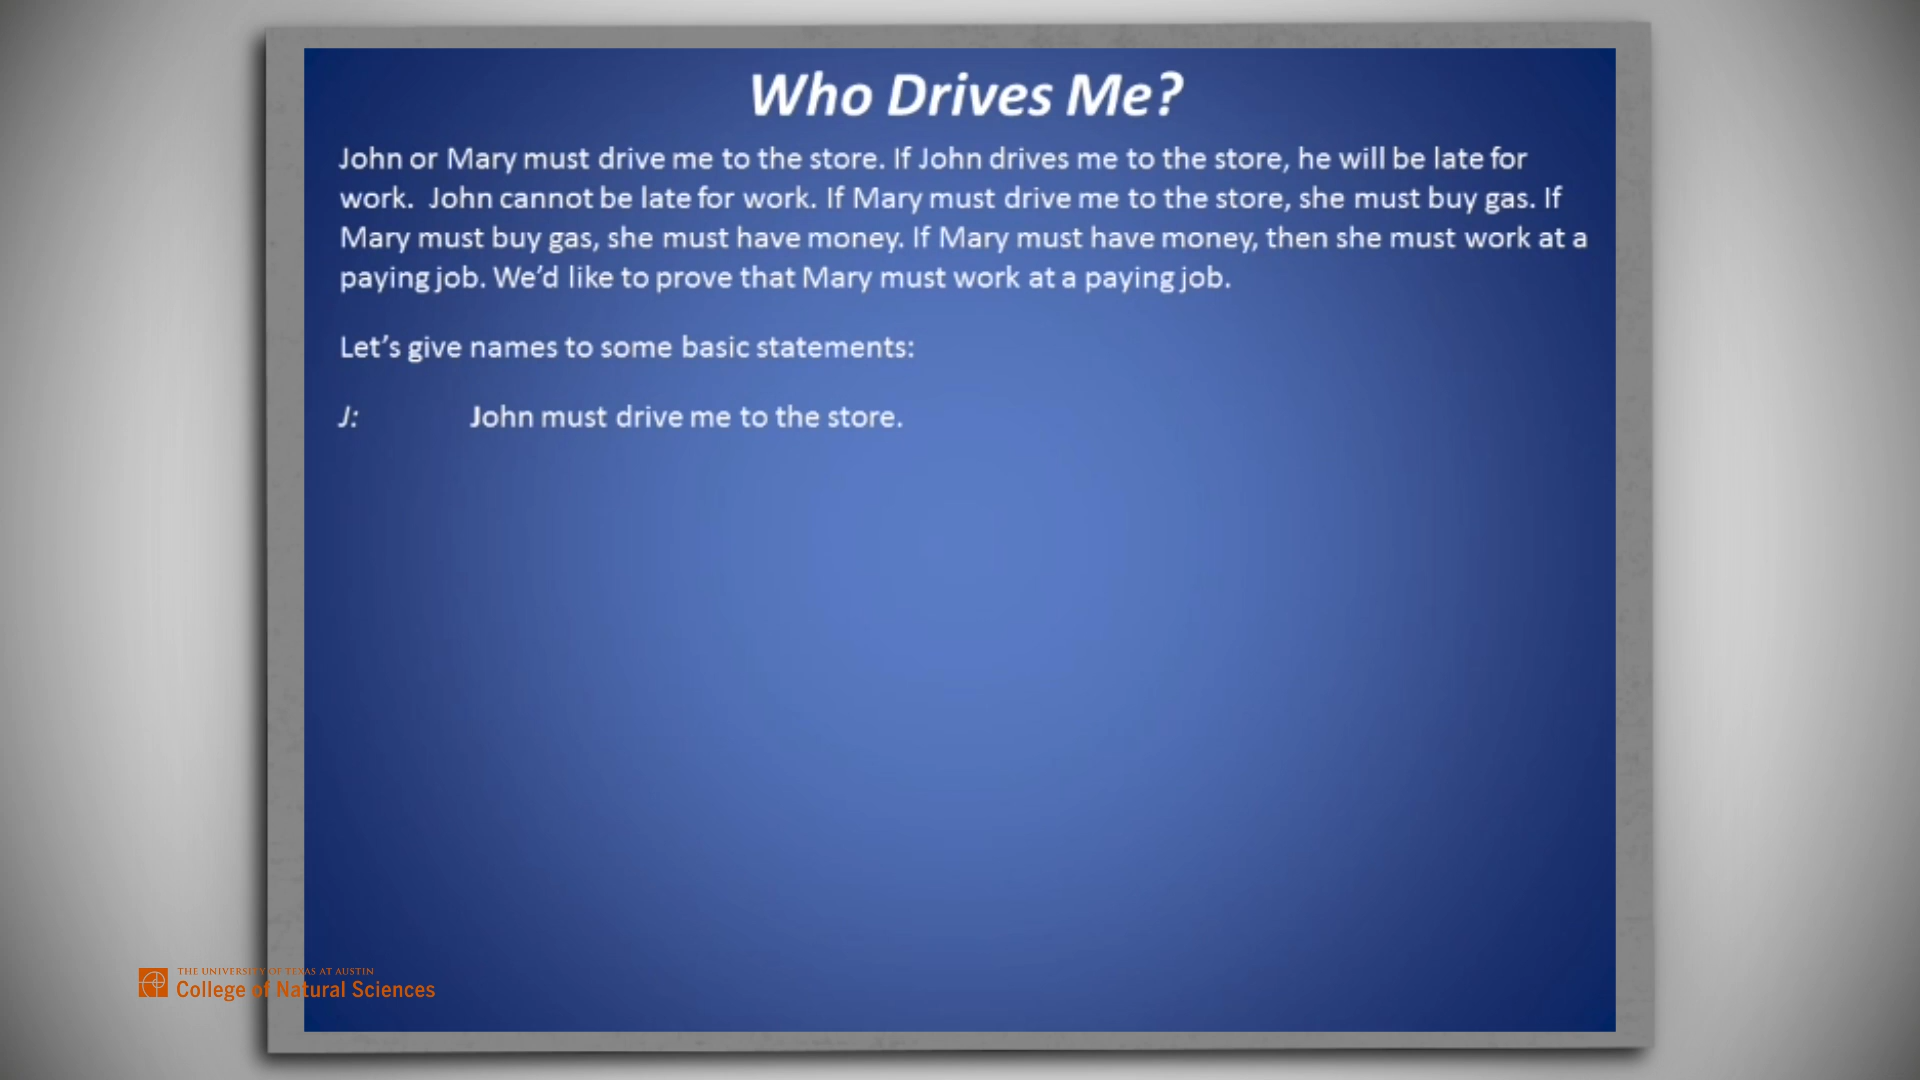 Who Drives Me?
John or Mary must drive me to the store. If John drives me to the store, he will be late for
work.  John cannot be late for work. If Mary must drive me to the store, she must buy gas. If
Mary must buy gas, she must have money. If Mary must have money, then she must work at a
paying job. We'd like to prove that Mary must work at a paying job.
Let's give names to some basic statements:
J: John must drive me to the store.
THE UNIVERSITY OF TEXAS AT AUSTIN
College of Natural Sciences